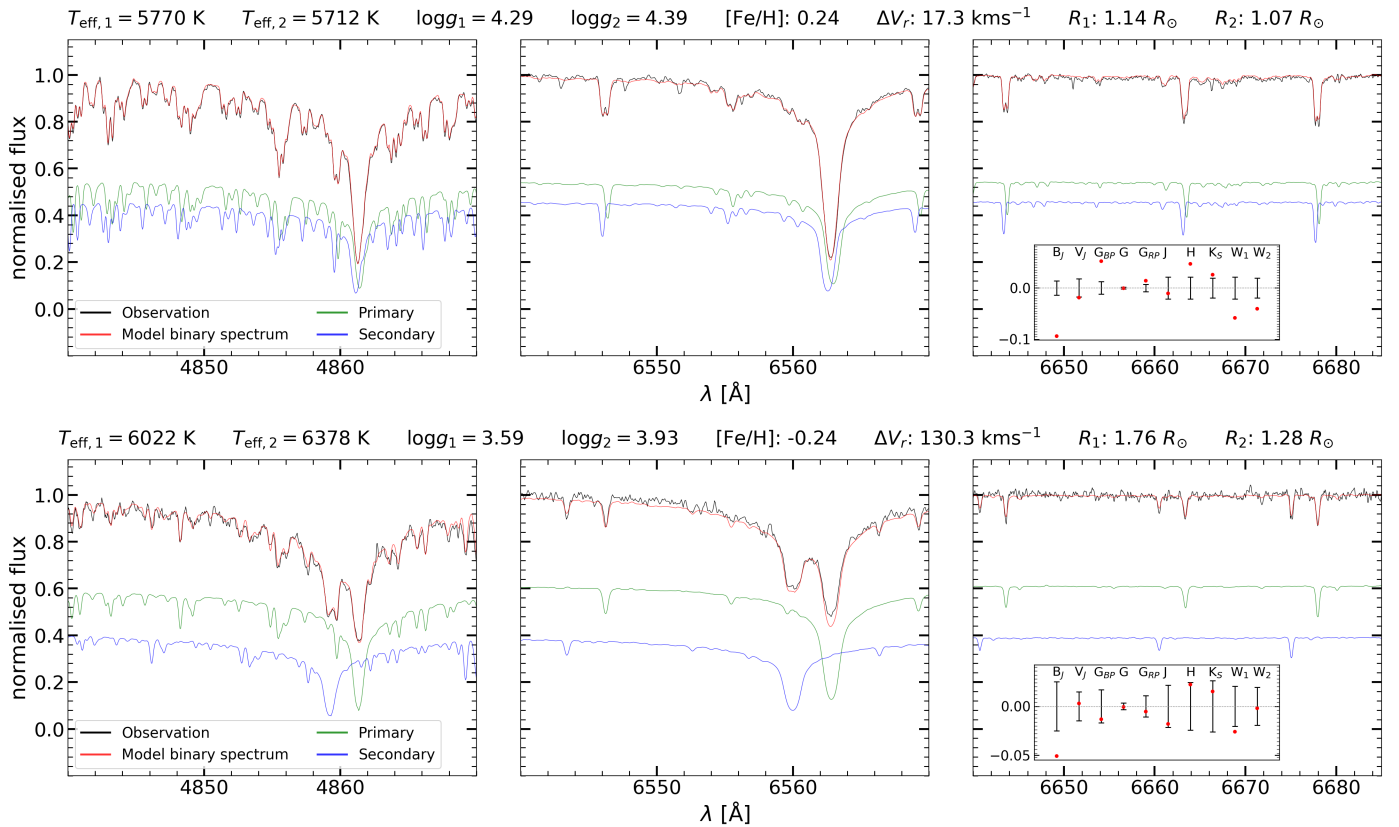 T_eff, 1 = 5770 K T_eff, 2 = 5712 K logg₁ = 4.29 logg₂ = 4.39 [Fe/H]: 0.24 ΔV_r: 17.3 kms⁻¹ R₁: 1.14 R_⊙ R₂: 1.07 R_⊙
normalised flux
1.0
0.8
0.6
0.4
0.2
0.0
Observation
Model binary spectrum
Primary
Secondary
4850 4860
6550 6560
λ [Å]
B_J V_J G_BP G G_RP J H K_S W₁ W₂
0.0
−0.1
6650 6660 6670 6680
T_eff, 1 = 6022 K T_eff, 2 = 6378 K logg₁ = 3.59 logg₂ = 3.93 [Fe/H]: -0.24 ΔV_r: 130.3 kms⁻¹ R₁: 1.76 R_⊙ R₂: 1.28 R_⊙
normalised flux
1.0
0.8
0.6
0.4
0.2
0.0
Observation
Model binary spectrum
Primary
Secondary
4850 4860
6550 6560
λ [Å]
B_J V_J G_BP G G_RP J H K_S W₁ W₂
0.00
−0.05
6650 6660 6670 6680